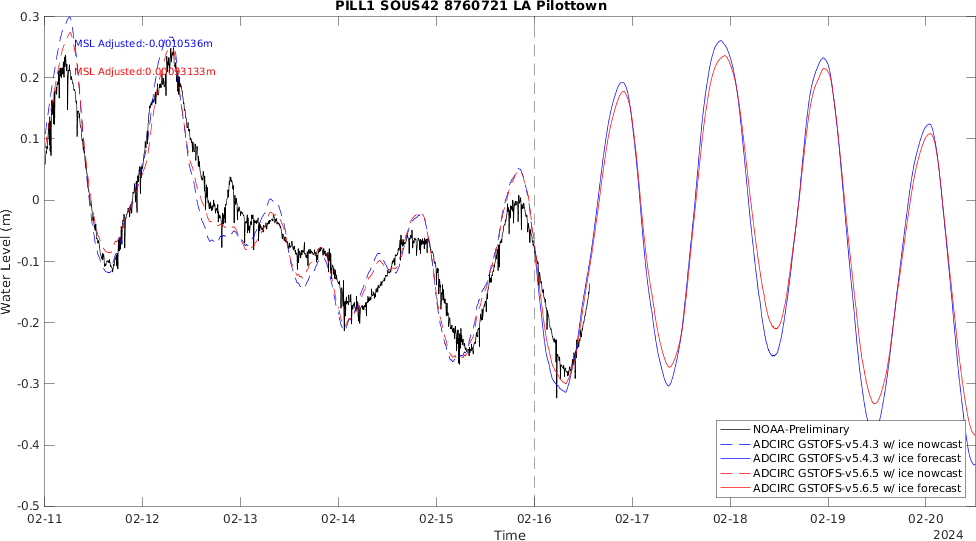 PILL1 SOUS42 8760721 LA Pilottown
MSL Adjusted:-0.0010536m
MSL Adjusted:0.00093133m
0.3
0.2
0.1
0
-0.1
-0.2
-0.3
-0.4
-0.5
Water Level (m)
NOAA-Preliminary
ADCIRC GSTOFS-v5.4.3 w/ ice nowcast
ADCIRC GSTOFS-v5.4.3 w/ ice forecast
ADCIRC GSTOFS-v5.6.5 w/ ice nowcast
ADCIRC GSTOFS-v5.6.5 w/ ice forecast
02-11 02-12 02-13 02-14 02-15 02-16 02-17 02-18 02-19 02-20
Time
2024